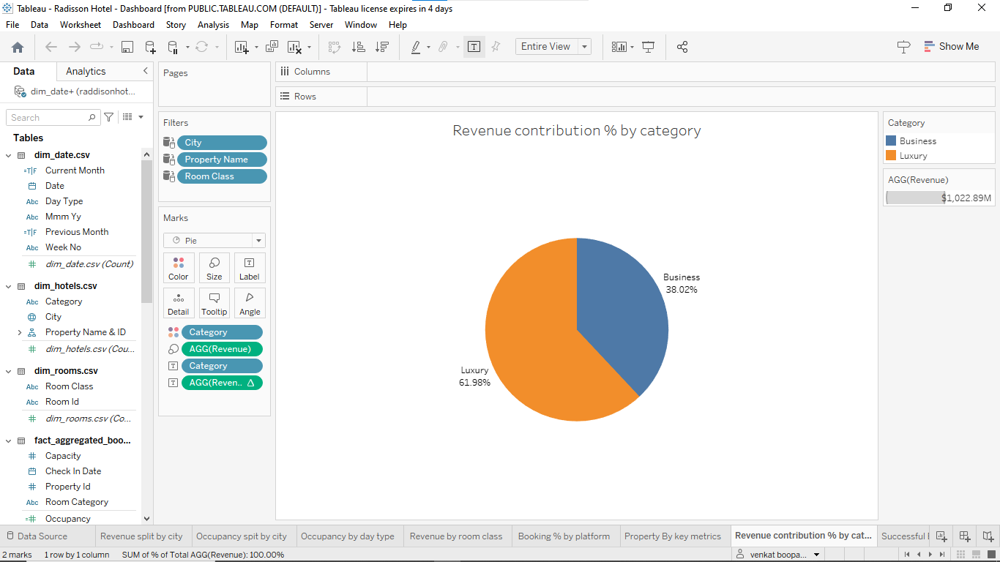 Tableau - Radisson Hotel - Dashboard [from PUBLIC.TABLEAU.COM (DEFAULT)] - Tableau license expires in 4 days
File Data Worksheet Dashboard Story Analysis Map Format Server Window Help
Entire View
Show Me
Data Analytics
dim_date+ (raddisonhot...
Search
Tables
dim_date.csv
=T|F Current Month
Date
Abc Day Type
Abc Mmm Yy
=T|F Previous Month
Abc Week No
dim_date.csv (Count)
dim_hotels.csv
Abc Category
City
Property Name & ID
dim_hotels.csv (Cou...
dim_rooms.csv
Abc Room Class
Abc Room Id
dim_rooms.csv (Co...
fact_aggregated_boo...
Capacity
Check In Date
Property Id
Abc Room Category
Occupancy
Pages
Filters
City
Property Name
Room Class
Marks
Pie
Color Size Label
Detail Tooltip Angle
Category
AGG(Revenue)
Category
AGG(Reven.. △
Columns
Rows
Revenue contribution % by category
Business
38.02%
Luxury
61.98%
Category
Business
Luxury
AGG(Revenue)
$1,022.89M
Data Source Revenue split by city Occupancy spit by city Occupancy by day type Revenue by room class Booking % by platform Property By key metrics Revenue contribution % by cat... Successful
2 marks 1 row by 1 column SUM of % of Total AGG(Revenue): 100.00% venkat boopa...